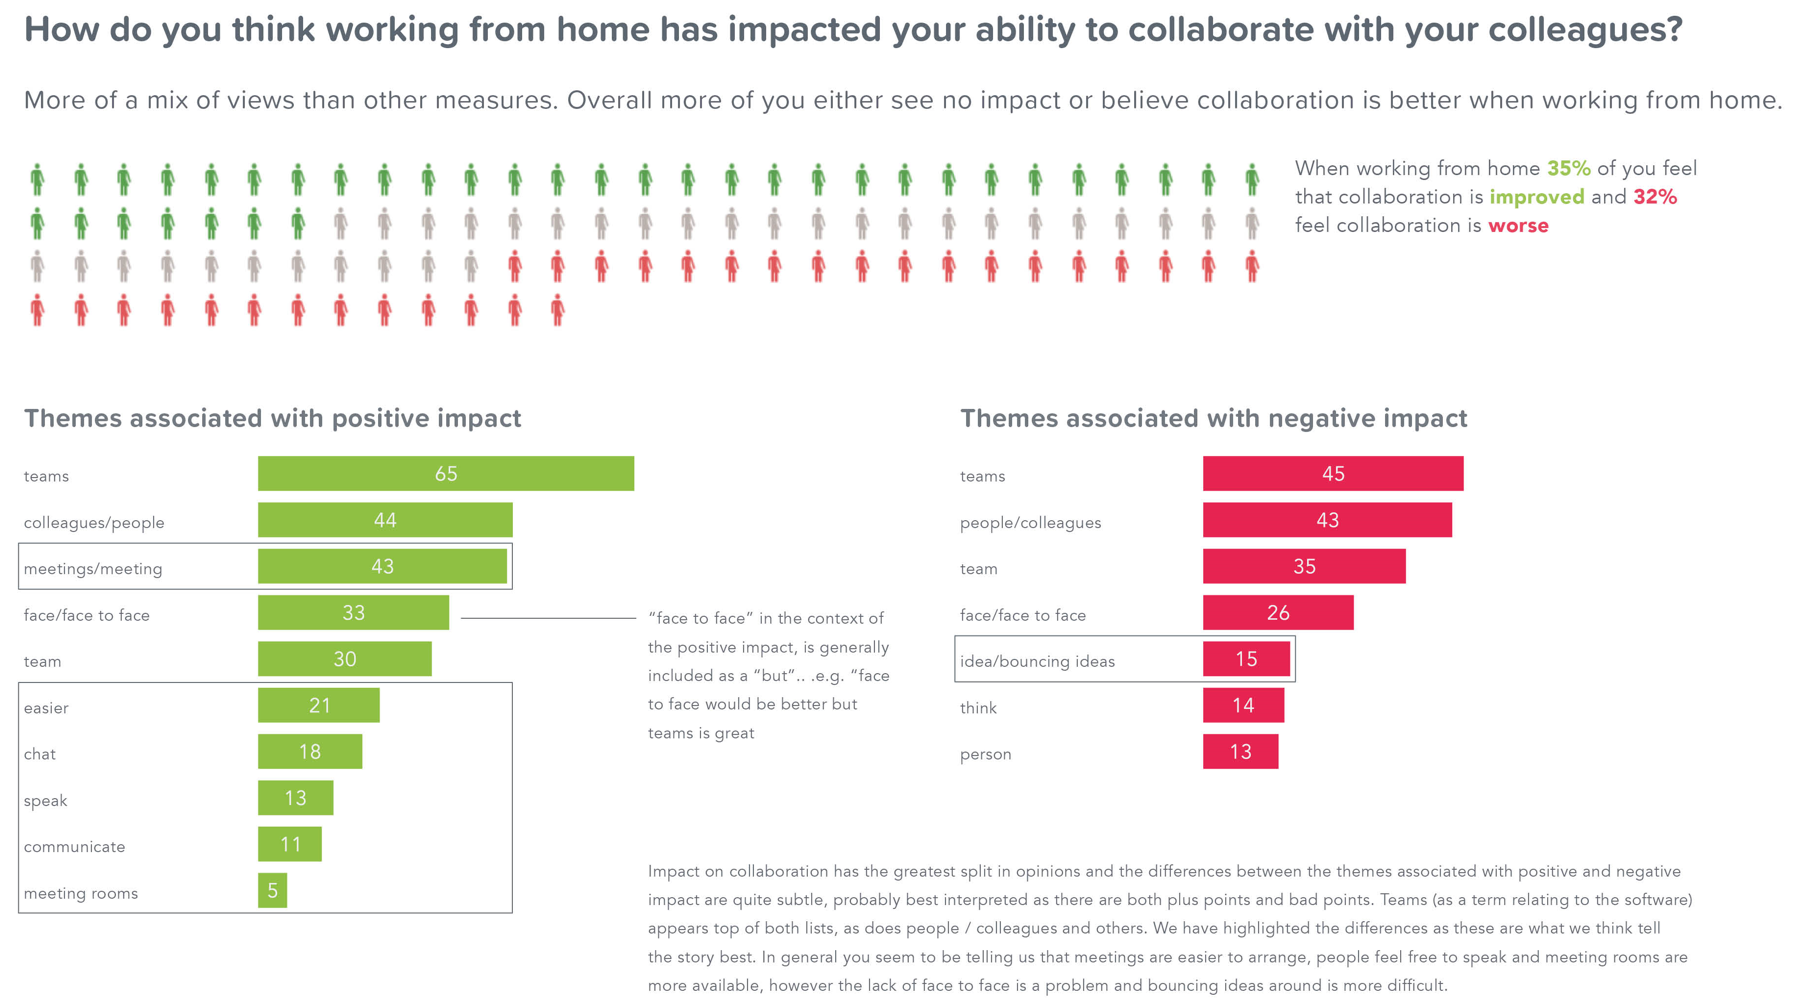 How do you think working from home has impacted your ability to collaborate with your colleagues?
More of a mix of views than other measures. Overall more of you either see no impact or believe collaboration is better when working from home.
When working from home 35% of you feel
that collaboration is improved and 32%
feel collaboration is worse
Themes associated with positive impact
teams 65
colleagues/people 44
meetings/meeting 43
face/face to face 33
team 30
easier 21
chat 18
speak 13
communicate 11
meeting rooms 5
“face to face” in the context of
the positive impact, is generally
included as a “but”.. .e.g. “face
to face would be better but
teams is great
Themes associated with negative impact
teams 45
people/colleagues 43
team 35
face/face to face 26
idea/bouncing ideas 15
think 14
person 13
Impact on collaboration has the greatest split in opinions and the differences between the themes associated with positive and negative
impact are quite subtle, probably best interpreted as there are both plus points and bad points. Teams (as a term relating to the software)
appears top of both lists, as does people / colleagues and others. We have highlighted the differences as these are what we think tell
the story best. In general you seem to be telling us that meetings are easier to arrange, people feel free to speak and meeting rooms are
more available, however the lack of face to face is a problem and bouncing ideas around is more difficult.